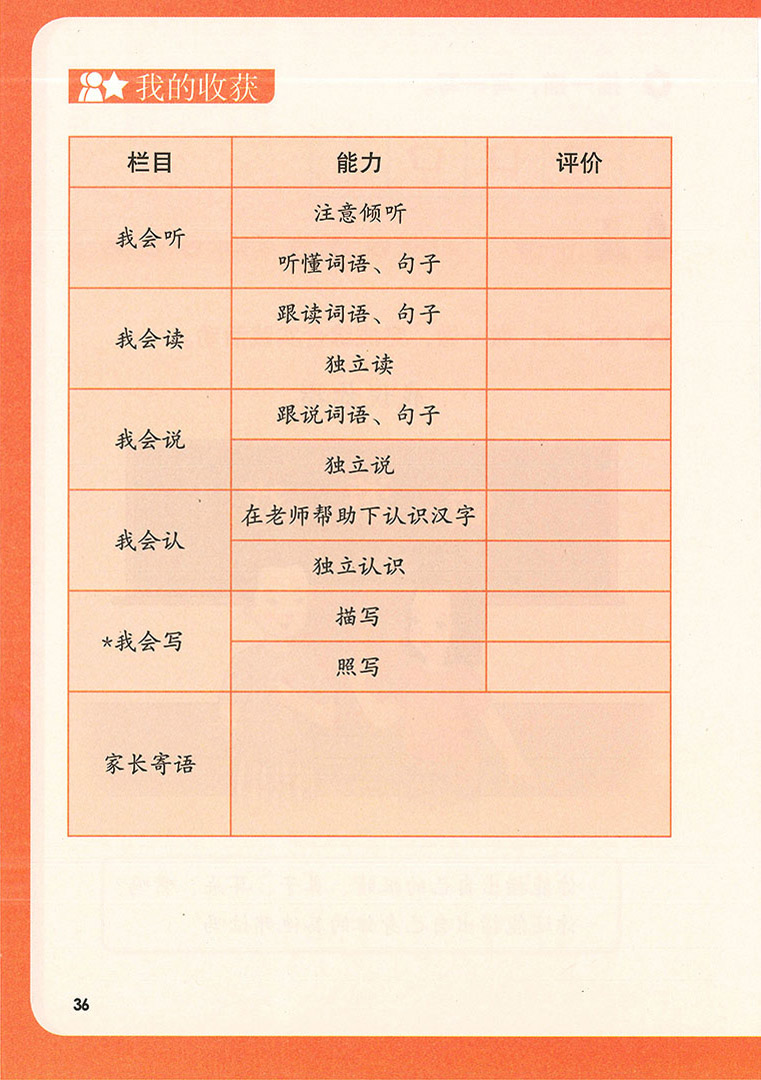 我的收获
栏目 能力 评价
我会听
注意倾听
听懂词语、句子
我会读
跟读词语、句子
独立读
我会说
跟说词语、句子
独立说
我会认
在老师帮助下认识汉字
独立认识
*我会写
描写
照写
家长寄语
36